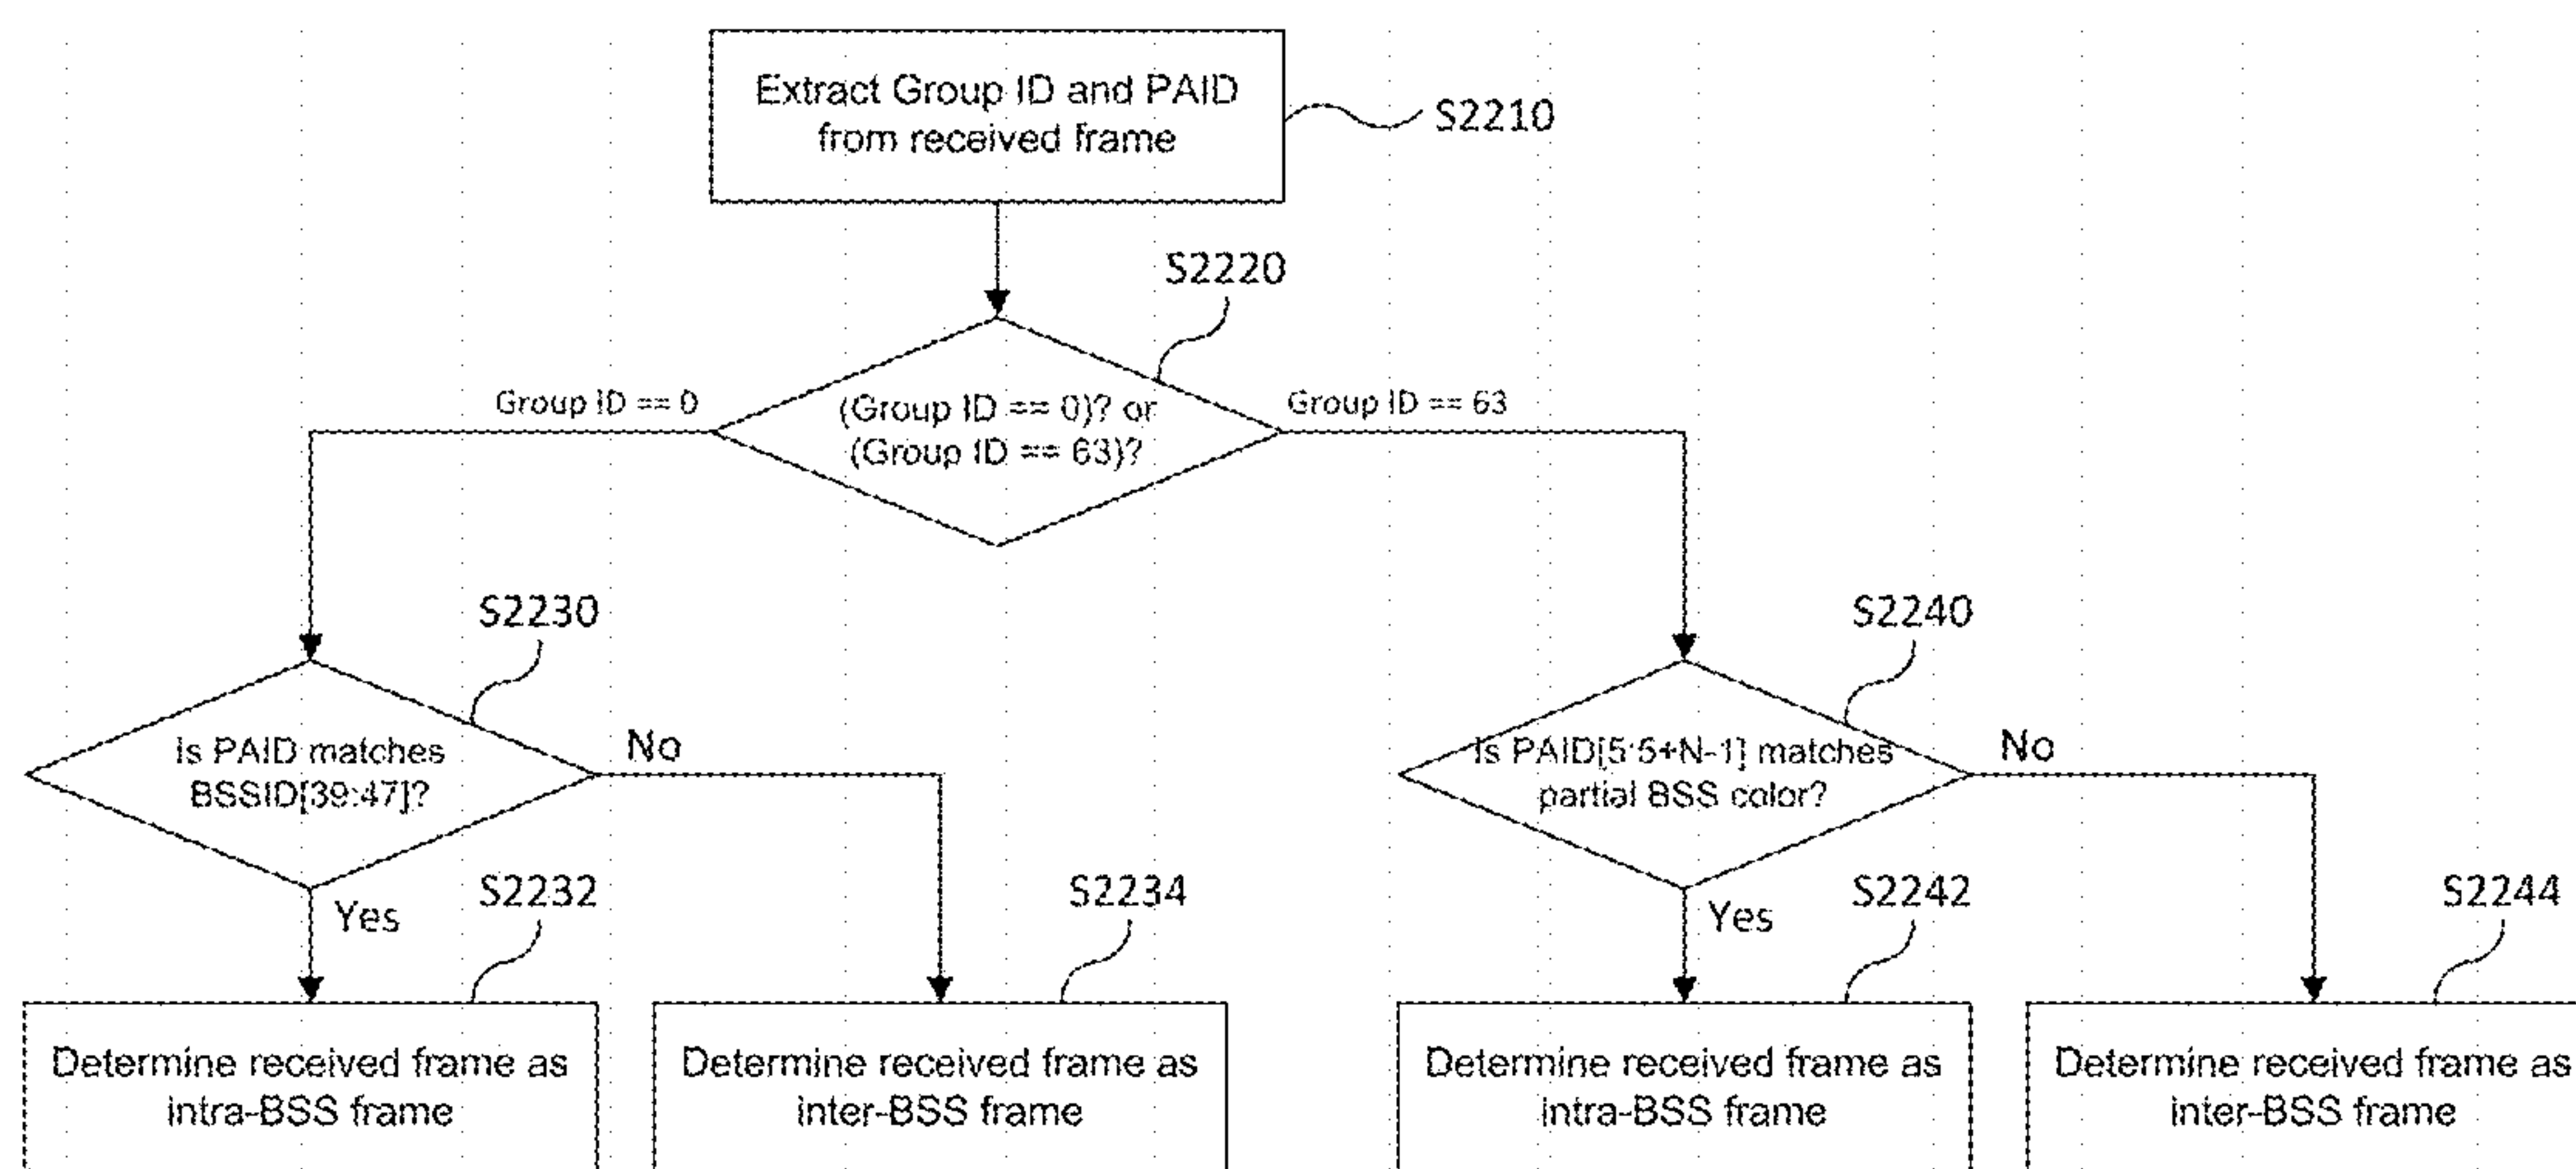 Extract Group ID and PAID
from received frame
S2210
S2220
Group ID == 0
(Group ID == 0)? or
(Group ID == 63)?
Group ID == 63
S2230
S2240
Is PAID matches
BSSID[39:47]?
No
Is PAID[5:5+N-1] matches
partial BSS color?
No
Yes
S2232
S2234
Yes
S2242
S2244
Determine received frame as
intra-BSS frame
Determine received frame as
inter-BSS frame
Determine received frame as
intra-BSS frame
Determine received frame as
inter-BSS frame